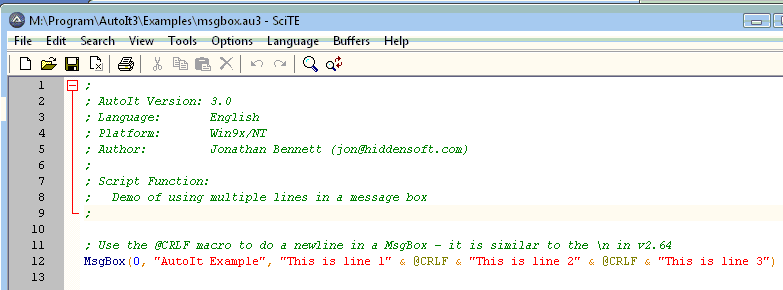 M:\Program\AutoIt3\Examples\msgbox.au3 - SciTE
File Edit Search View Tools Options Language Buffers Help
1 ;
2 ; AutoIt Version: 3.0
3 ; Language:       English
4 ; Platform:       Win9x/NT
5 ; Author:         Jonathan Bennett (jon@hiddensoft.com)
6 ;
7 ; Script Function:
8 ;   Demo of using multiple lines in a message box
9 ;
10
11 ; Use the @CRLF macro to do a newline in a MsgBox - it is similar to the \n in v2.64
12 MsgBox(0, "AutoIt Example", "This is line 1" & @CRLF & "This is line 2" & @CRLF & "This is line 3")
13